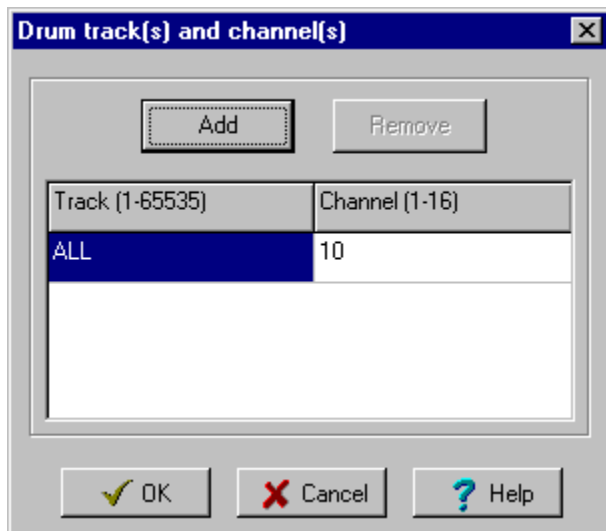 Drum track(s) and channel(s)
Add Remove
Track (1-65535) Channel (1-16)
ALL 10
OK Cancel ? Help